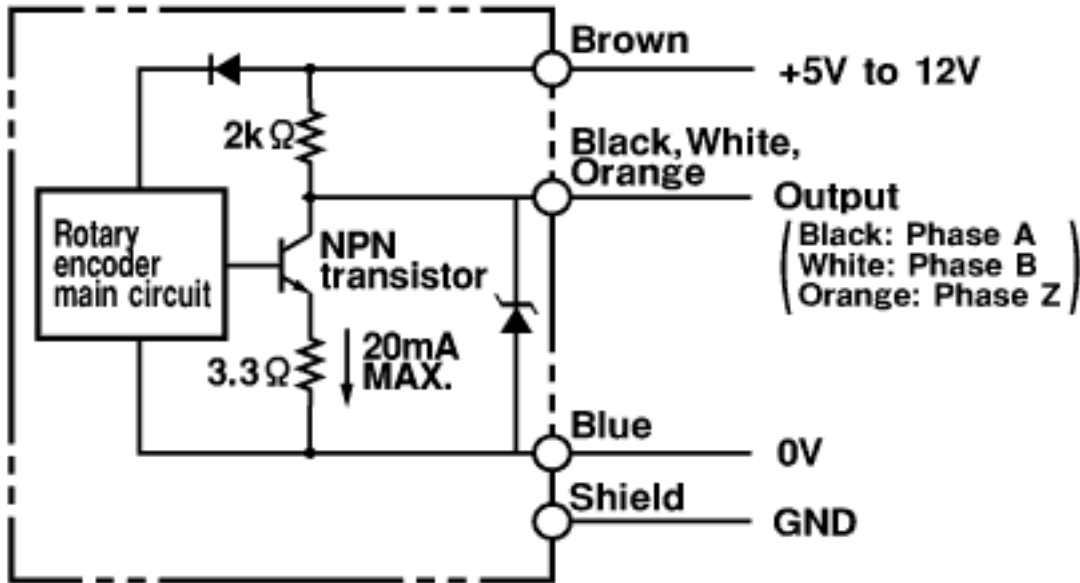 Brown
+5V to 12V
2kΩ
Black, White,
Orange
Output
Black: Phase A
White: Phase B
Orange: Phase Z
Rotary
encoder
main circuit
NPN
transistor
3.3Ω
20mA
MAX.
Blue
0V
Shield
GND